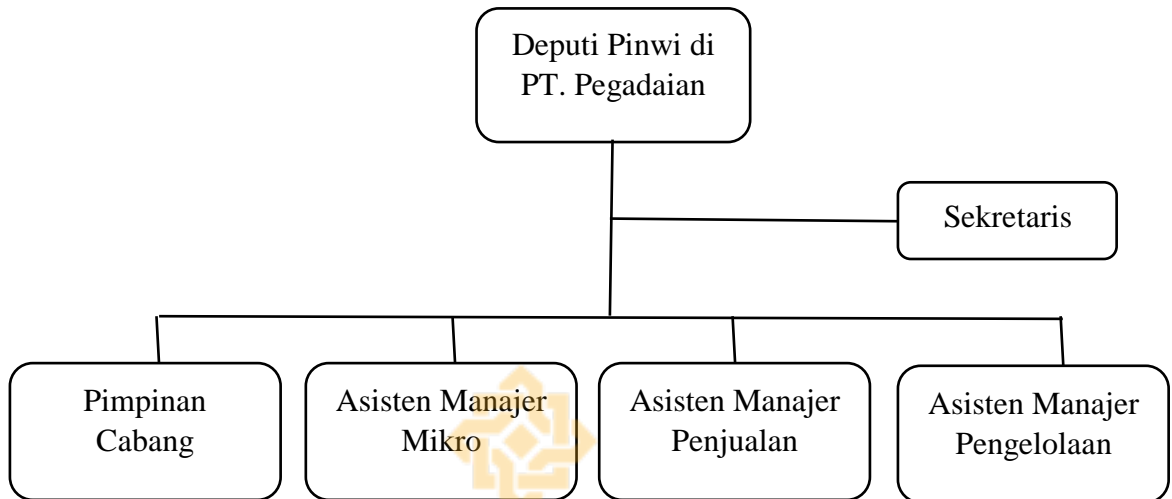 Deputi Pinwi di
PT. Pegadaian
Sekretaris
Pimpinan
Cabang
Asisten Manajer
Mikro
Asisten Manajer
Penjualan
Asisten Manajer
Pengelolaan